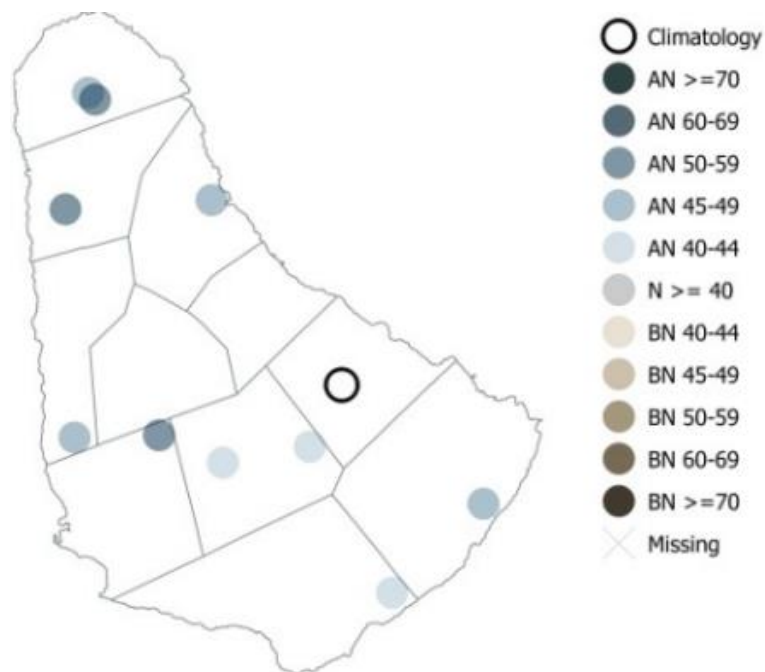 Climatology
AN >=70
AN 60-69
AN 50-59
AN 45-49
AN 40-44
N >= 40
BN 40-44
BN 45-49
BN 50-59
BN 60-69
BN >=70
Missing